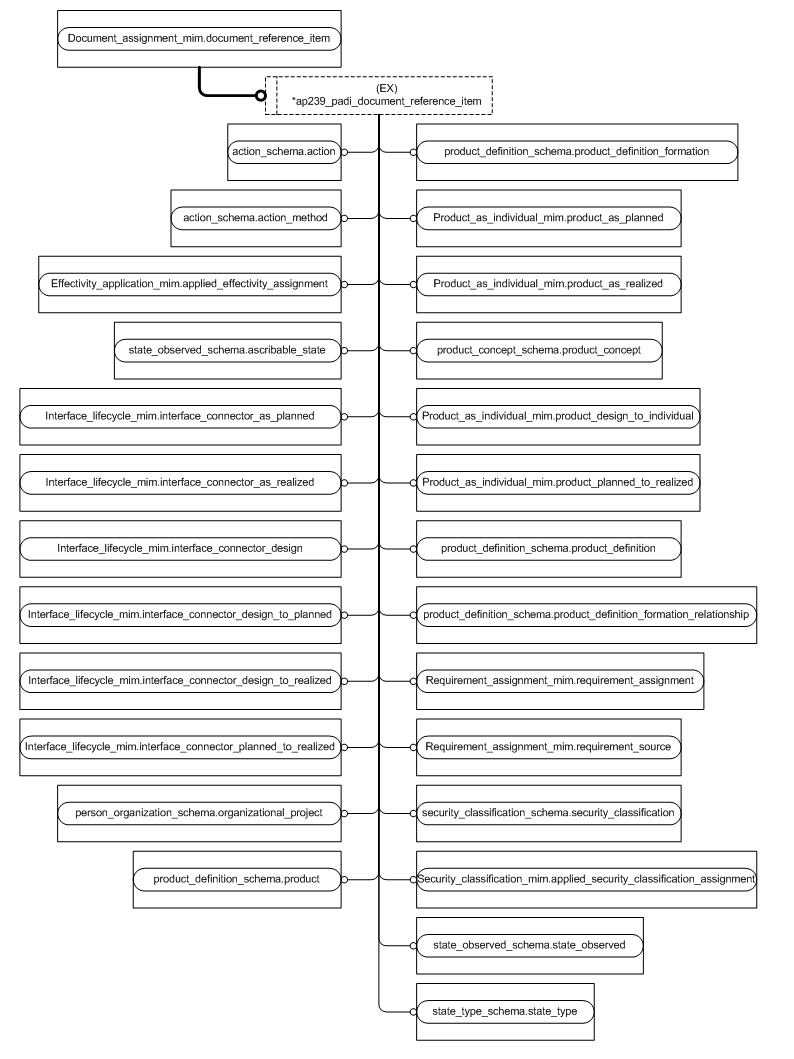 Document_assignment_mim.document_reference_item
(EX)
*ap239_padi_document_reference_item
action_schema.action
product_definition_schema.product_definition_formation
action_schema.action_method
Product_as_individual_mim.product_as_planned
Effectivity_application_mim.applied_effectivity_assignment
Product_as_individual_mim.product_as_realized
state_observed_schema.ascribable_state
product_concept_schema.product_concept
Interface_lifecycle_mim.interface_connector_as_planned
Product_as_individual_mim.product_design_to_individual
Interface_lifecycle_mim.interface_connector_as_realized
Product_as_individual_mim.product_planned_to_realized
Interface_lifecycle_mim.interface_connector_design
product_definition_schema.product_definition
Interface_lifecycle_mim.interface_connector_design_to_planned
product_definition_schema.product_definition_formation_relationship
Interface_lifecycle_mim.interface_connector_design_to_realized
Requirement_assignment_mim.requirement_assignment
Interface_lifecycle_mim.interface_connector_planned_to_realized
Requirement_assignment_mim.requirement_source
person_organization_schema.organizational_project
security_classification_schema.security_classification
product_definition_schema.product
Security_classification_mim.applied_security_classification_assignment
state_observed_schema.state_observed
state_type_schema.state_type